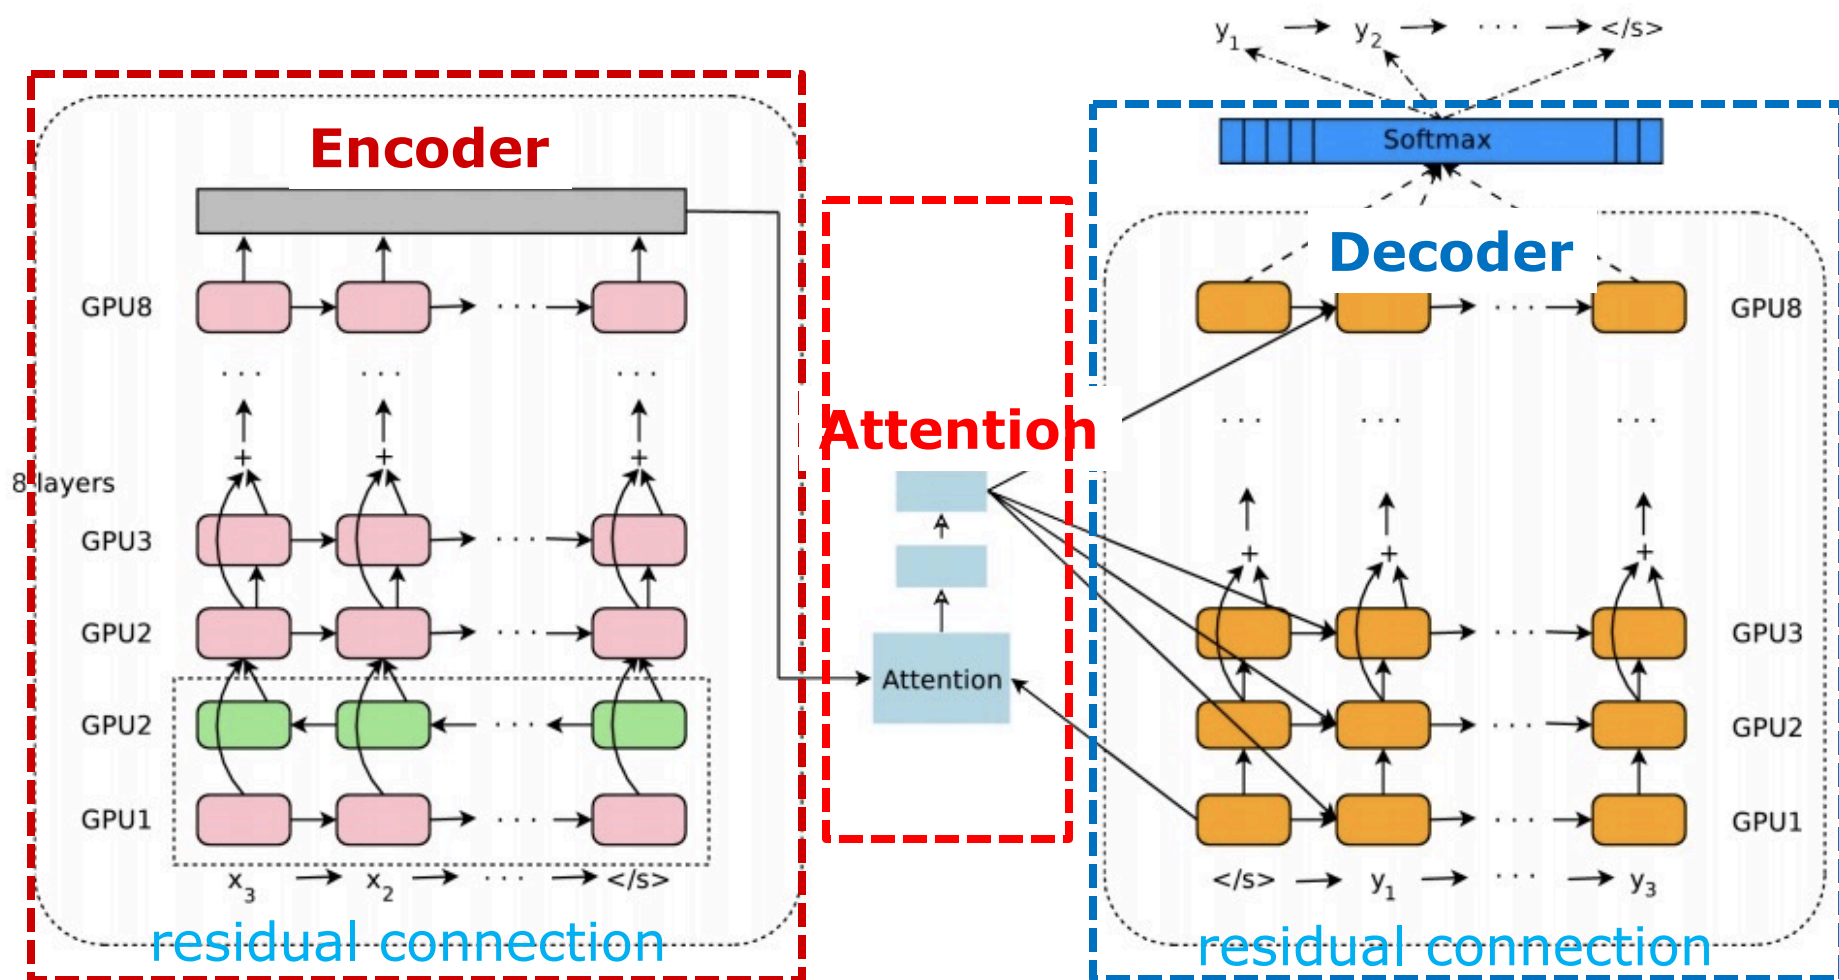 y1 y2 ... </s>
Softmax
Encoder
Decoder
GPU8 ...
... GPU8
... ... ...
... ... ...
Attention
+ + +
8 layers
GPU3 ...
+ + +
GPU2 ...
... GPU3
GPU2 ...
Attention
... GPU2
GPU1 ...
... GPU1
x3 x2 ... </s>
</s> y1 ... y3
residual connection
residual connection